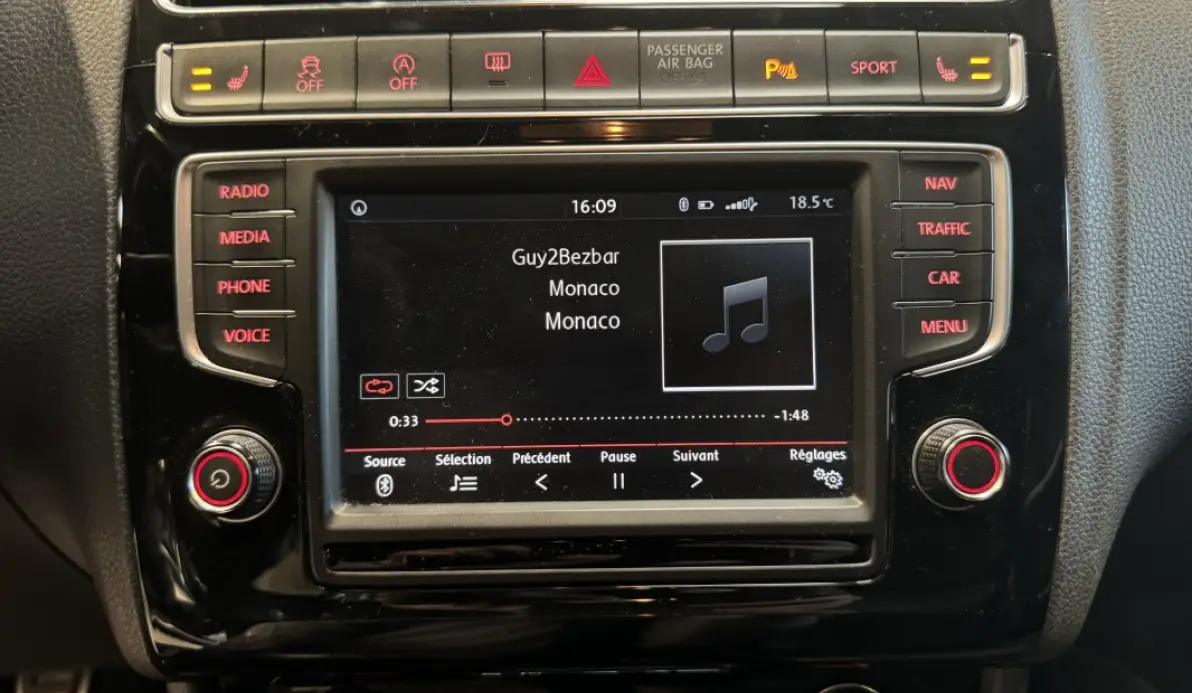 OFF
OFF
PASSENGER
AIR BAG
P
SPORT
RADIO
MEDIA
PHONE
VOICE
16:09
18.5°C
Guy2Bezbar
Monaco
Monaco
0:33
-1:48
Source
Sélection
Précédent
Pause
Suivant
Réglages
NAV
TRAFFIC
CAR
MENU